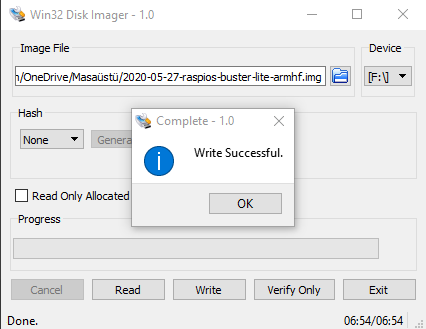 Win32 Disk Imager - 1.0
Image File
Device
n/OneDrive/Masaüstü/2020-05-27-raspios-buster-lite-armhf.img
[F:\]
Hash
None
Complete - 1.0
Write Successful.
OK
Read Only Allocated
Progress
Cancel
Read
Write
Verify Only
Exit
Done.
06:54/06:54